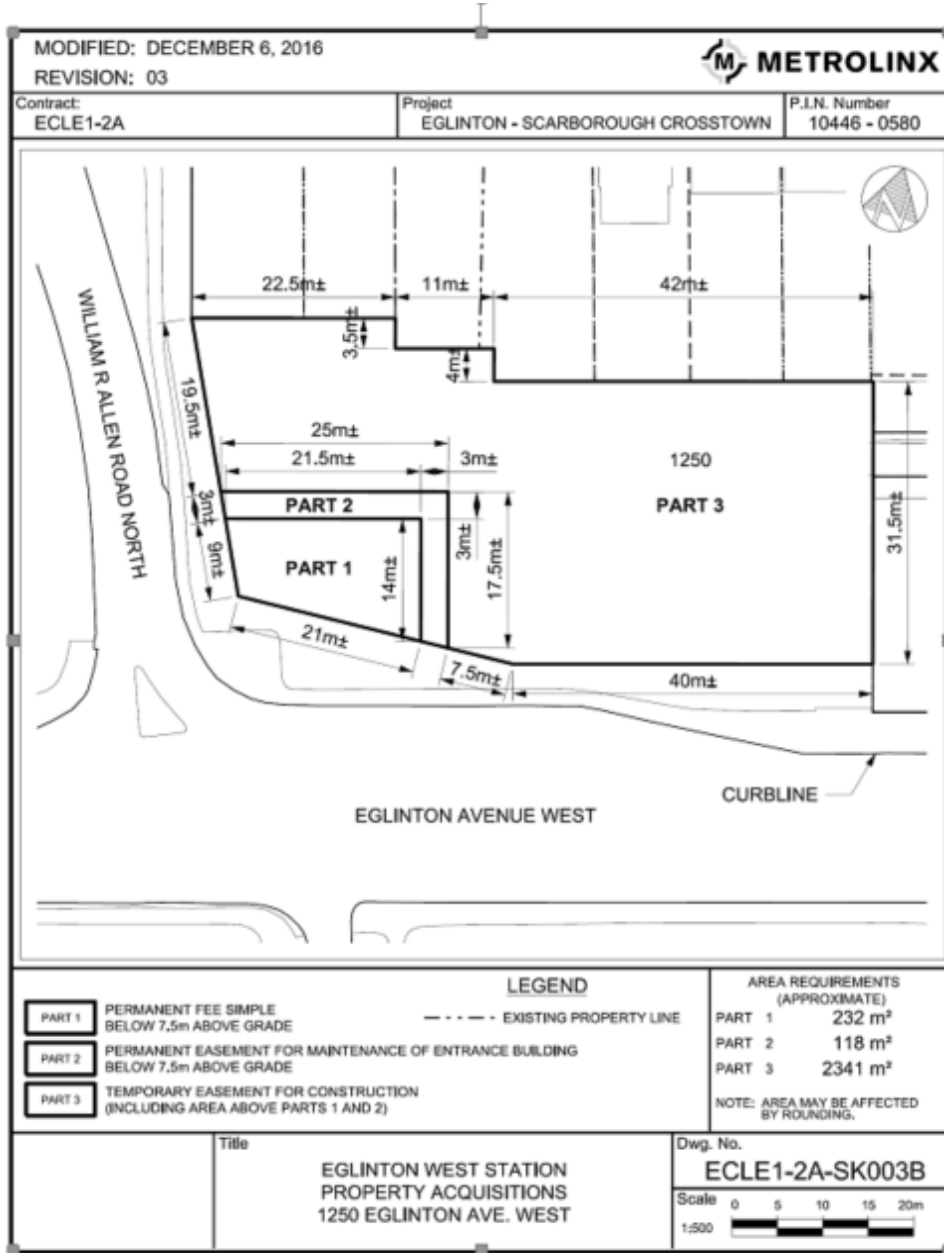 MODIFIED: DECEMBER 6, 2016
REVISION: 03
M METROLINX
Contract:
ECLE1-2A
Project
EGLINTON - SCARBOROUGH CROSSTOWN
P.I.N. Number
10446 - 0580
22.5m±
11m±
42m±
3.5m±
4m±
WILLIAM R ALLEN ROAD NORTH
19.5m±
25m±
21.5m±
3m±
1250
PART 2
PART 3
3m±
3m±
31.5m±
9m±
PART 1
14m±
17.5m±
21m±
7.5m±
40m±
CURBLINE
EGLINTON AVENUE WEST
LEGEND
PART 1
PERMANENT FEE SIMPLE
BELOW 7.5m ABOVE GRADE
EXISTING PROPERTY LINE
PART 2
PERMANENT EASEMENT FOR MAINTENANCE OF ENTRANCE BUILDING
BELOW 7.5m ABOVE GRADE
PART 3
TEMPORARY EASEMENT FOR CONSTRUCTION
(INCLUDING AREA ABOVE PARTS 1 AND 2)
AREA REQUIREMENTS
(APPROXIMATE)
PART 1 232 m²
PART 2 118 m²
PART 3 2341 m²
NOTE: AREA MAY BE AFFECTED
BY ROUNDING.
Title
EGLINTON WEST STATION
PROPERTY ACQUISITIONS
1250 EGLINTON AVE. WEST
Dwg. No.
ECLE1-2A-SK003B
Scale
1:500
0 5 10 15 20m